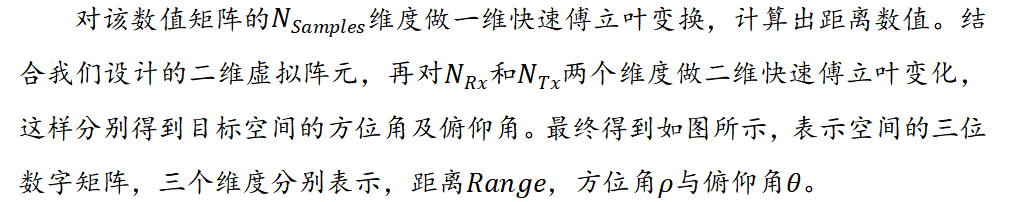 对该数值矩阵的N_{Samples}维度做一维快速傅立叶变换，计算出距离数值。结
合我们设计的二维虚拟阵元，再对N_{Rx}和N_{Tx}两个维度做二维快速傅立叶变化，
这样分别得到目标空间的方位角及俯仰角。最终得到如图所示，表示空间的三位
数字矩阵，三个维度分别表示，距离Range，方位角ρ与俯仰角θ。